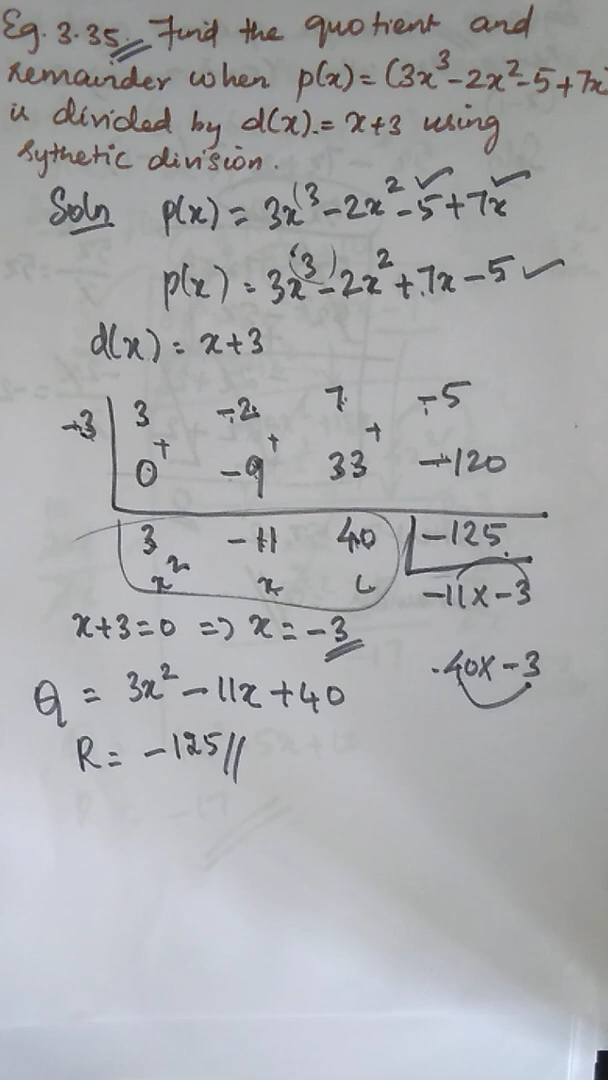 Eg. 3.35. Find the quotient and
remainder when p(x) = (3x³ - 2x² - 5 + 7x)
is divided by d(x) = x+3 using
sythetic division.
Soln p(x) = 3x³ - 2x² - 5 + 7x
p(x) = 3x³ - 2x² + 7x - 5
d(x) = x+3
-3 | 3 -2 7 -5
0 -9 33 -120
3 -11 40 | -125
x² x c
-11x-3
x+3=0 => x = -3
-40x-3
Q = 3x² - 11x + 40
R = -125//